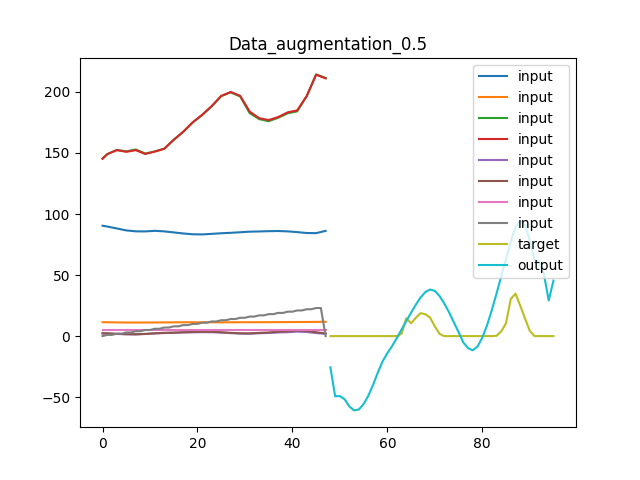 Data_augmentation_0.5
input
input
input
input
input
input
input
input
target
output
200
150
100
50
0
−50
0
20
40
60
80